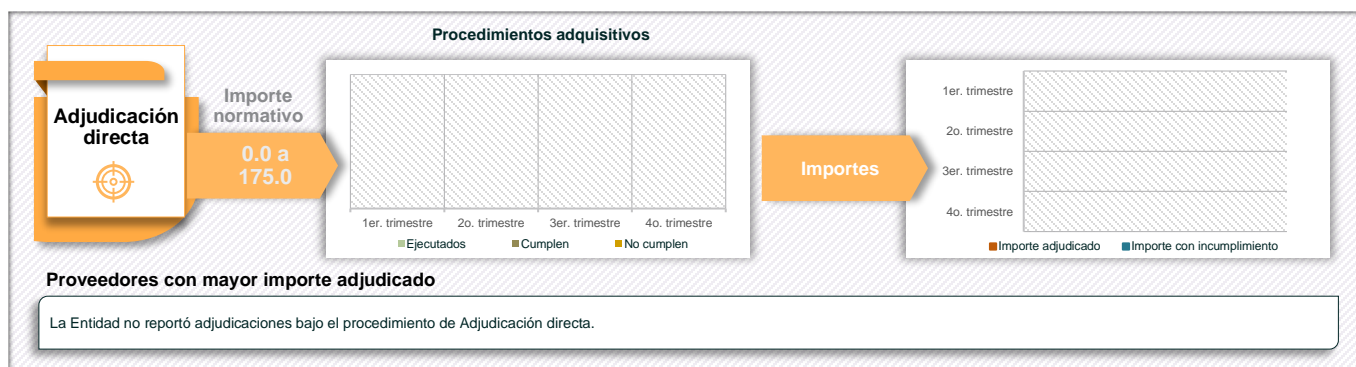 Procedimientos adquisitivos
Adjudicación
directa
Importe
normativo
0.0 a
175.0
1er. trimestre
2o. trimestre
3er. trimestre
4o. trimestre
Ejecutados
Cumplen
No cumplen
Importes
1er. trimestre
2o. trimestre
3er. trimestre
4o. trimestre
Importe adjudicado
Importe con incumplimiento
Proveedores con mayor importe adjudicado
La Entidad no reportó adjudicaciones bajo el procedimiento de Adjudicación directa.